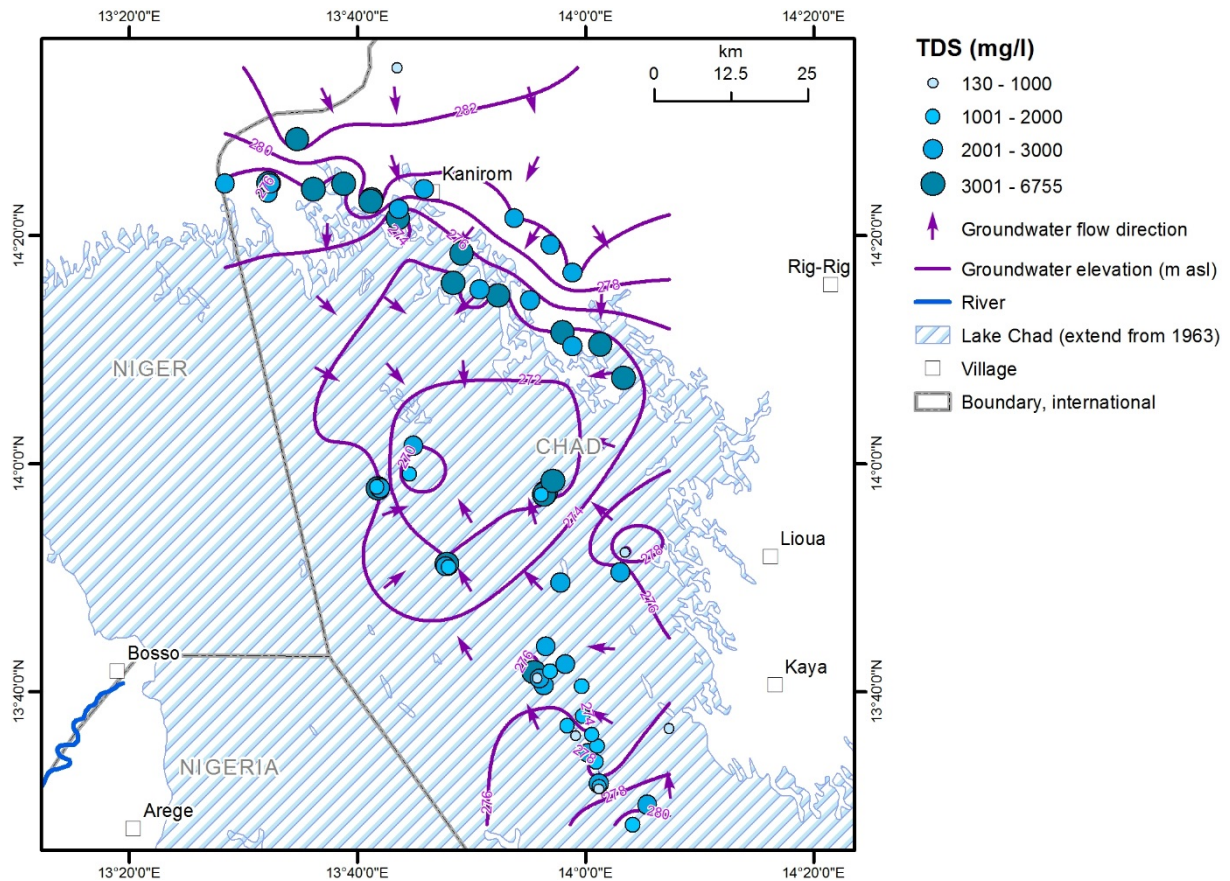 13°20'0"E 13°40'0"E 14°0'0"E 14°20'0"E
km
0 12.5 25
282
280
276
Kanirom
14°20'0"N
14°20'0"N
274
276
Rig-Rig
278
NIGER
272
CHAD
270
14°0'0"N
14°0'0"N
274
278
Lioua
276
Bosso
276
Kaya
13°40'0"N
13°40'0"N
274
278
NIGERIA
276
278
280
Arege
13°20'0"E 13°40'0"E 14°0'0"E 14°20'0"E
TDS (mg/l)
130 - 1000
1001 - 2000
2001 - 3000
3001 - 6755
Groundwater flow direction
Groundwater elevation (m asl)
River
Lake Chad (extend from 1963)
Village
Boundary, international